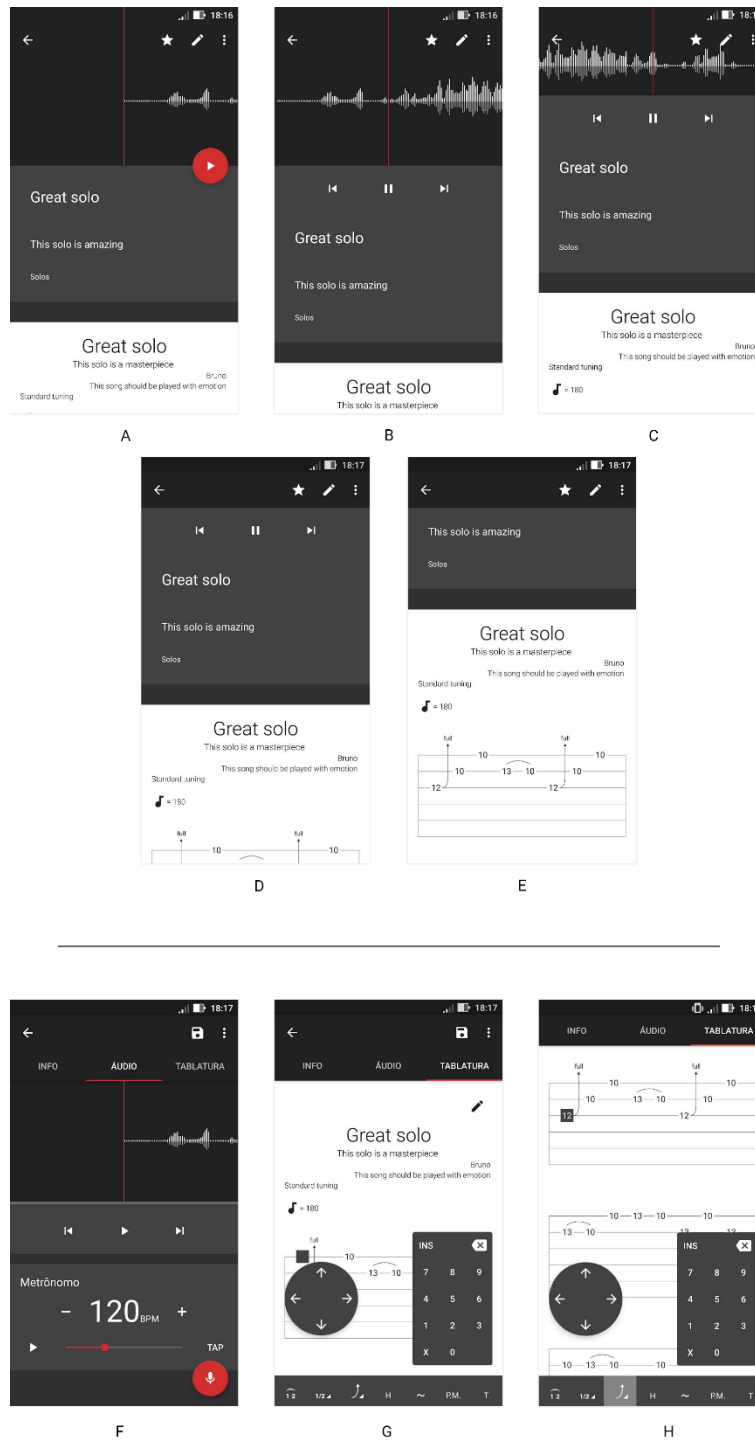 18:16
Great solo
This solo is amazing
Solos
Great solo
This solo is a masterpiece
Bruno
This song should be played with emotion
Standard tuning
A
18:16
Great solo
This solo is amazing
Solos
Great solo
This solo is a masterpiece
B
Great solo
This solo is amazing
Solos
Great solo
This solo is a masterpiece
Bruno
This song should be played with emotion
Standard tuning
= 180
C
18:17
Great solo
This solo is amazing
Solos
Great solo
This solo is a masterpiece
Bruno
This song should be played with emotion
Standard tuning
= 180
full full
10 10
D
18:17
This solo is amazing
Solos
Great solo
This solo is a masterpiece
Bruno
This song should be played with emotion
Standard tuning
= 180
full full
10 10
10 13 10 10
12 12
E
18:17
INFO ÁUDIO TABLATURA
Metrônomo
− 120 BPM +
TAP
F
18:17
INFO ÁUDIO TABLATURA
Great solo
This solo is a masterpiece
Bruno
This song should be played with emotion
Standard tuning
= 180
full
10
13 10
INS
7 8 9
4 5 6
1 2 3
X 0
1 2 1/2 H ~ P.M. T
G
INFO ÁUDIO TABLATURA
full full
10 10
10 13 10 10
12 12
10 13 10 10
13 10
INS
7 8 9
4 5 6
1 2 3
X 0
10 13 10 10
1 2 1/2 H ~ P.M. T
H